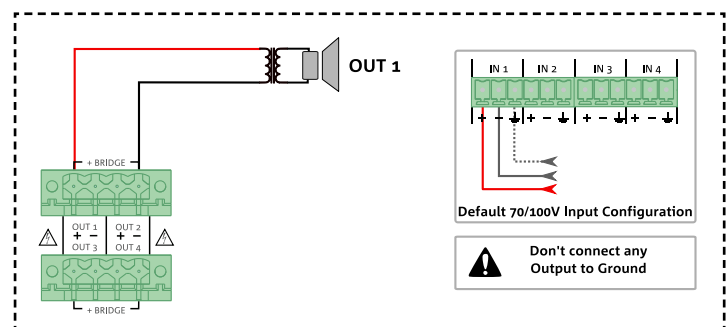 OUT 1
IN 1 IN 2 IN 3 IN 4
+ - + - + - + -
Default 70/100V Input Configuration
+ BRIDGE
OUT 1 OUT 2
+ - + -
OUT 3 OUT 4
+ BRIDGE
Don't connect any
Output to Ground